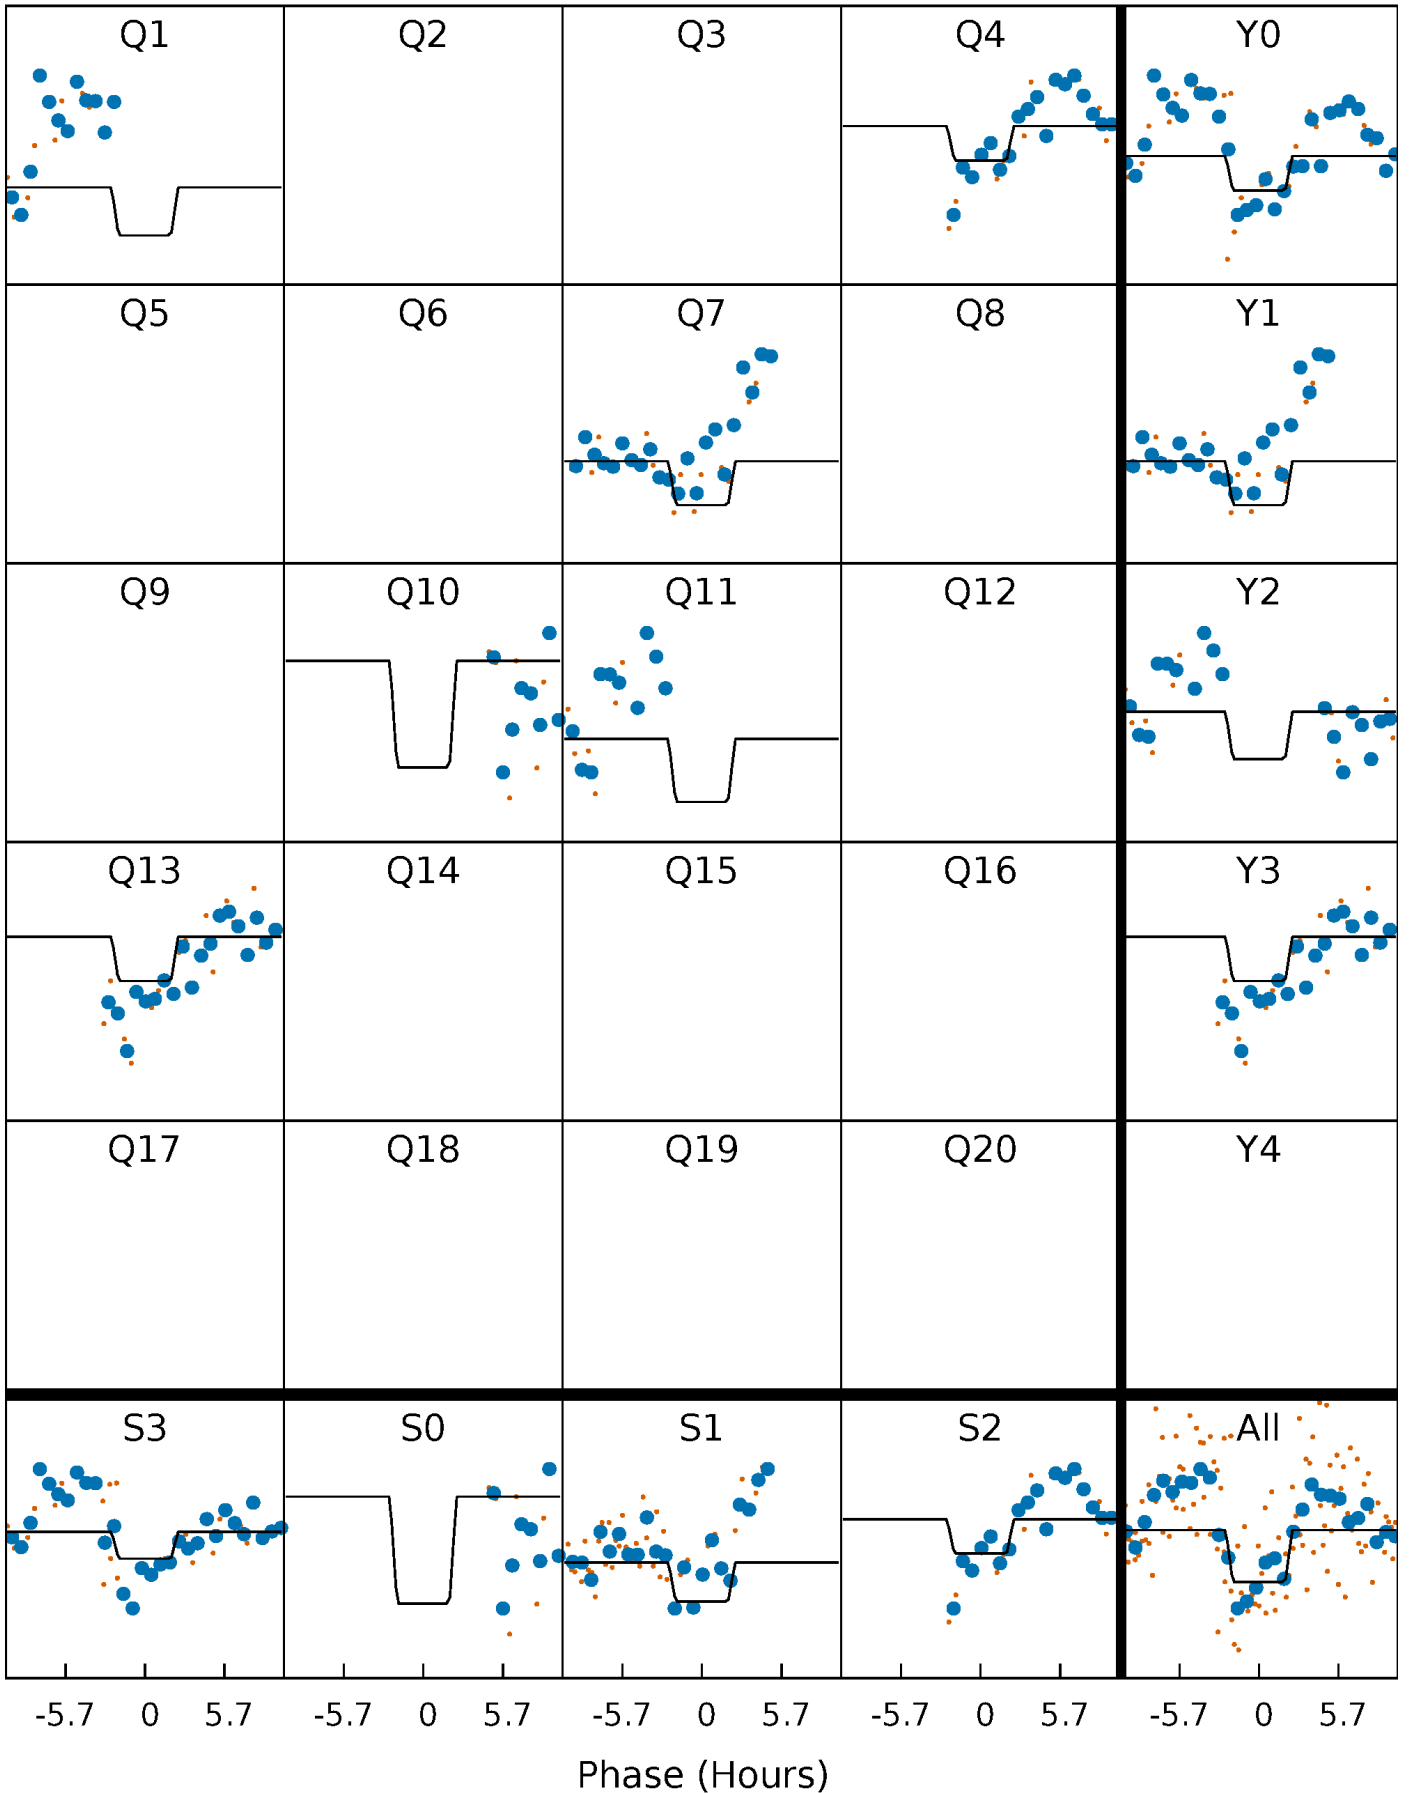 Q1 Q2 Q3 Q4 Y0
Q5 Q6 Q7 Q8 Y1
Q9 Q10 Q11 Q12 Y2
Q13 Q14 Q15 Q16 Y3
Q17 Q18 Q19 Q20 Y4
S3 S0 S1 S2 All
-5.7 0 5.7 -5.7 0 5.7 -5.7 0 5.7 -5.7 0 5.7 -5.7 0 5.7
Phase (Hours)